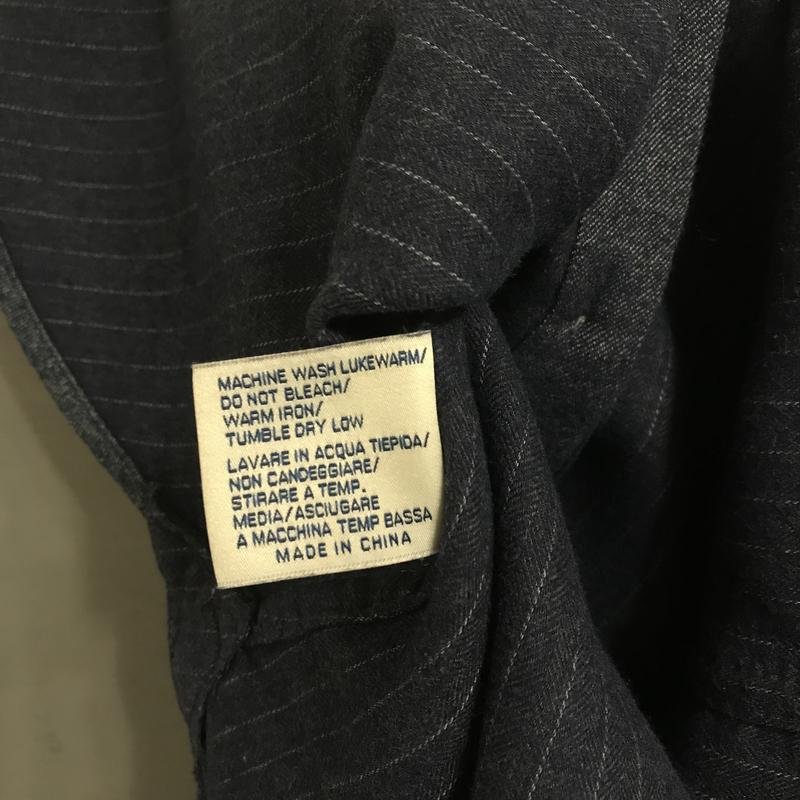 MACHINE WASH LUKEWARM/
DO NOT BLEACH/
WARM IRON/
TUMBLE DRY LOW
LAVARE IN ACQUA TIEPIDA/
NON CANDEGGIARE/
STIRARE A TEMP.
MEDIA/ASCIUGARE
A MACCHINA TEMP BASSA
MADE IN CHINA